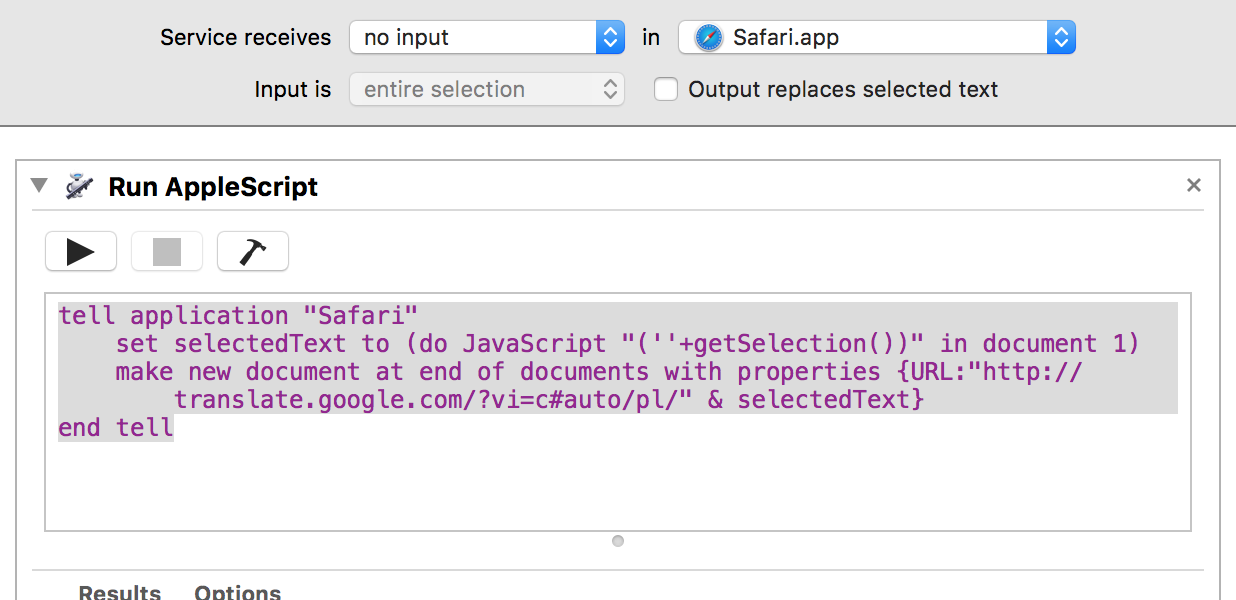 Service receives no input in Safari.app
Input is entire selection Output replaces selected text
Run AppleScript
tell application "Safari"
set selectedText to (do JavaScript "(''+getSelection())" in document 1)
make new document at end of documents with properties {URL:"http://
translate.google.com/?vi=c#auto/pl/" & selectedText}
end tell
Results Options